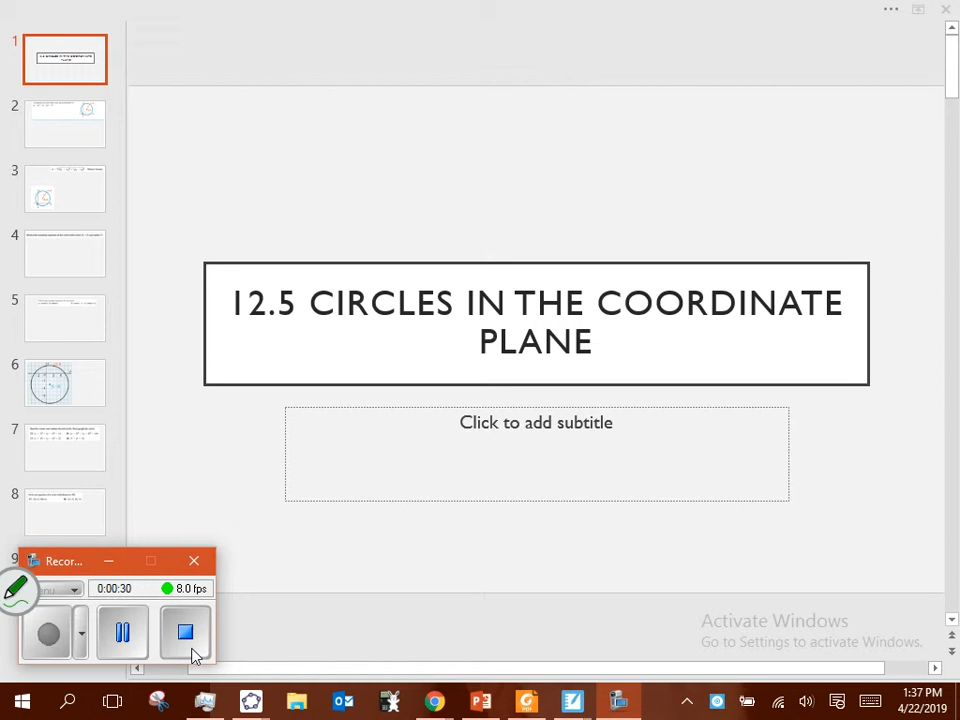 1
2
3
4
5
6
7
8
9
12.5 CIRCLES IN THE COORDINATE
PLANE
Click to add subtitle
Recor...
0:00:30
8.0 fps
Activate Windows
Go to Settings to activate Windows.
1:37 PM
4/22/2019